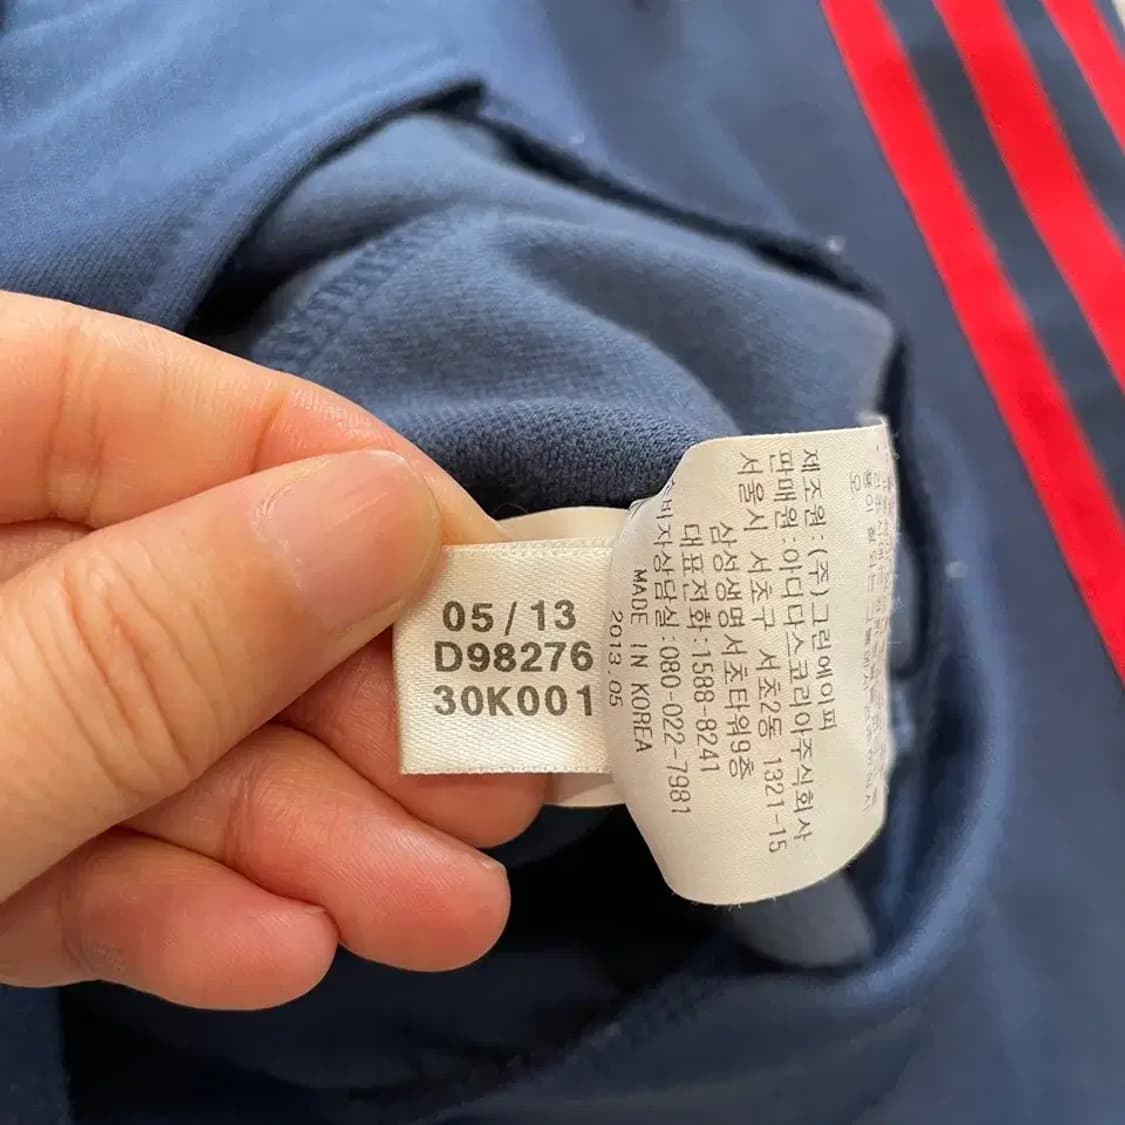 05/13
D98276
30K001
제조원:(주)그린에이피
판매원:아디다스코리아주식회사
서울시 서초구 서초2동 1321-15
삼성생명서초타워9층
대표전화:1588-8241
소비자상담실:080-022-7981
MADE IN KOREA
2013.05